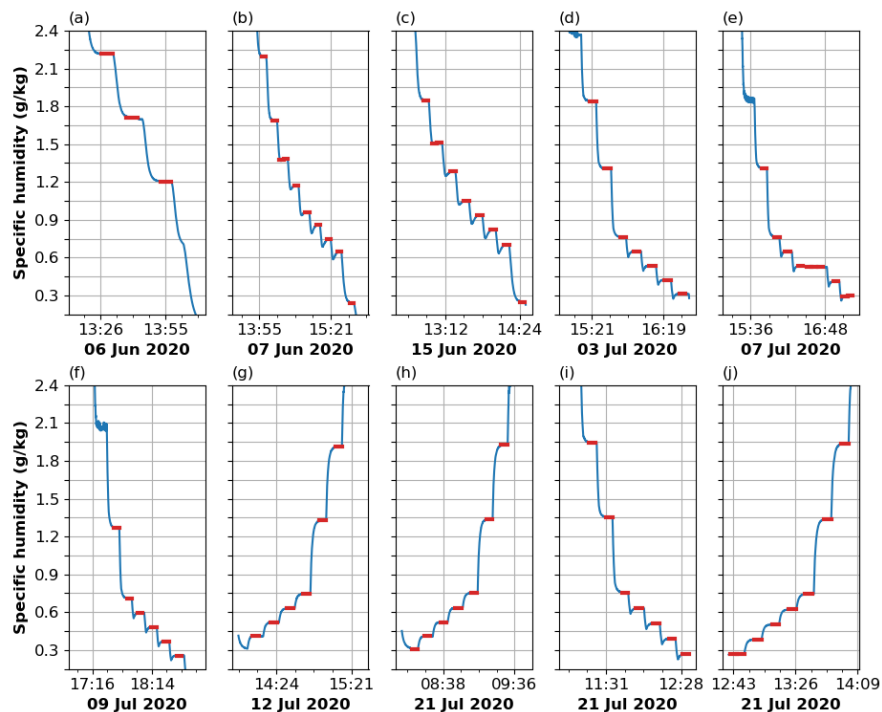 (a) (b) (c) (d) (e)
Specific humidity (g/kg)
2.4
2.1
1.8
1.5
1.2
0.9
0.6
0.3
13:26 13:55 13:55 15:21 13:12 14:24 15:21 16:19 15:36 16:48
06 Jun 2020 07 Jun 2020 15 Jun 2020 03 Jul 2020 07 Jul 2020
(f) (g) (h) (i) (j)
Specific humidity (g/kg)
2.4
2.1
1.8
1.5
1.2
0.9
0.6
0.3
17:16 18:14 14:24 15:21 08:38 09:36 11:31 12:28 12:43 13:26 14:09
09 Jul 2020 12 Jul 2020 21 Jul 2020 21 Jul 2020 21 Jul 2020